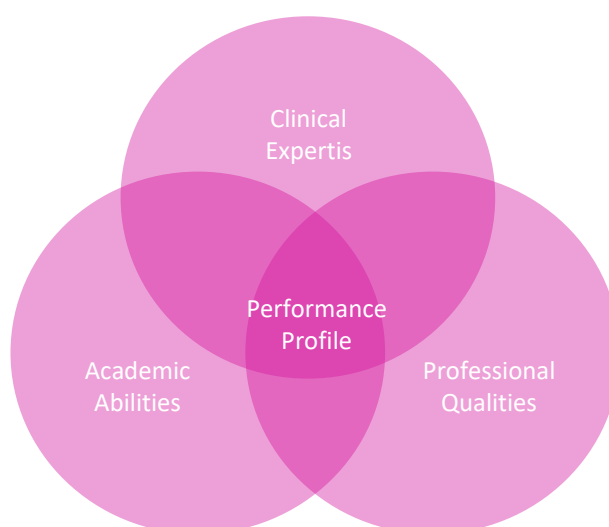 Clinical
Expertis
Performance
Profile
Academic
Abilities
Professional
Qualities